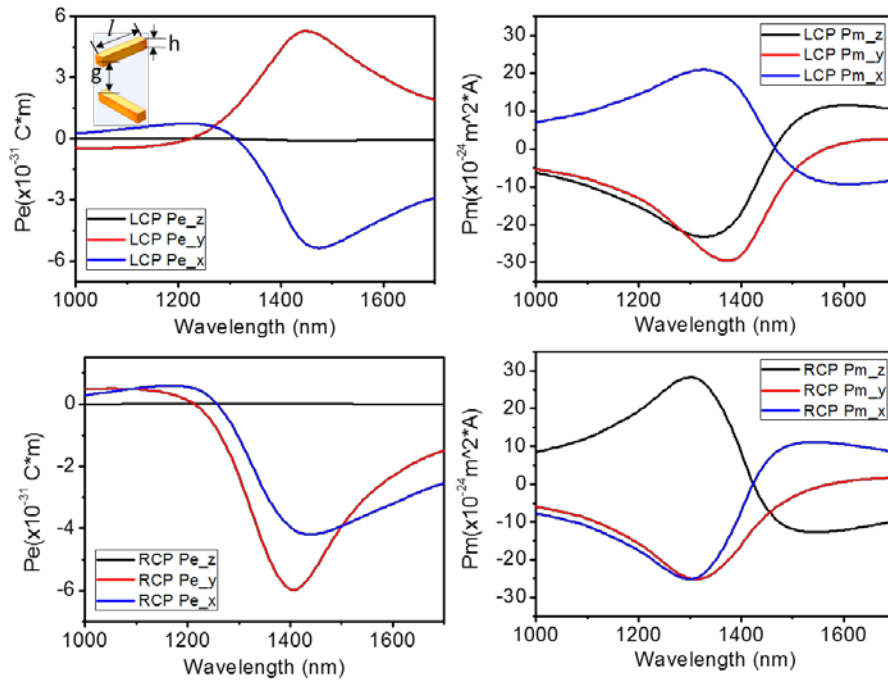 6
3
0
-3
-6
Pe(x10⁻³¹ C*m)
l
h
g
LCP Pe_z
LCP Pe_y
LCP Pe_x
1000
1200
1400
1600
Wavelength (nm)
30
20
10
0
-10
-20
-30
Pm(x10⁻²⁴m^2*A)
LCP Pm_z
LCP Pm_y
LCP Pm_x
1000
1200
1400
1600
Wavelength (nm)
0
-2
-4
-6
Pe(x10⁻³¹ C*m)
RCP Pe_z
RCP Pe_y
RCP Pe_x
1000
1200
1400
1600
Wavelength (nm)
30
20
10
0
-10
-20
-30
Pm(x10⁻²⁴m^2*A)
RCP Pm_z
RCP Pm_y
RCP Pm_x
1000
1200
1400
1600
Wavelength (nm)